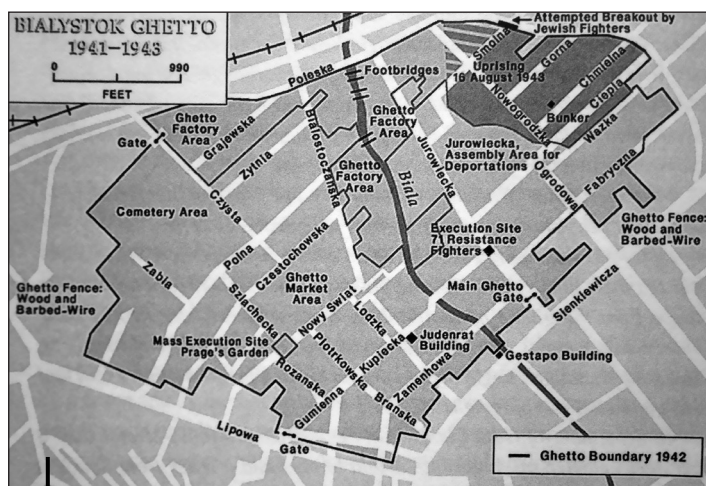 BIALYSTOK GHETTO
1941–1943
0 990
FEET
Attempted Breakout by
Jewish Fighters
Smolna
Gorna
Chmielna
Ciepla
Uprising
16 August 1943
Nowogrodzka
Bunker
Wazka
Poleska
Footbridges
Ghetto
Factory
Area
Ghetto
Factory
Area
Ghetto
Factory
Area
Gate
Grajewska
Zytnia
Bialostoczanska
Biala
Jurowiecka
Jurowiecka,
Assembly Area for
Deportations
Ogrodowa
Fabryczna
Czysta
Cemetery Area
Zabia
Polna
Czestochowska
Szlachecka
Ghetto
Market
Area
Execution Site
71 Resistance
Fighters
Ghetto Fence:
Wood and
Barbed-Wire
Ghetto Fence:
Wood and
Barbed-Wire
Main Ghetto
Gate
Sienkiewicza
Nowy Swiat
Lodzka
Mass Execution Site
Prage's Garden
Judenrat
Building
Gestapo Building
Rozanska
Piotrkowska
Kupiecka
Zamenhowa
Gumienna
Branska
Lipowa
Gate
Ghetto Boundary 1942